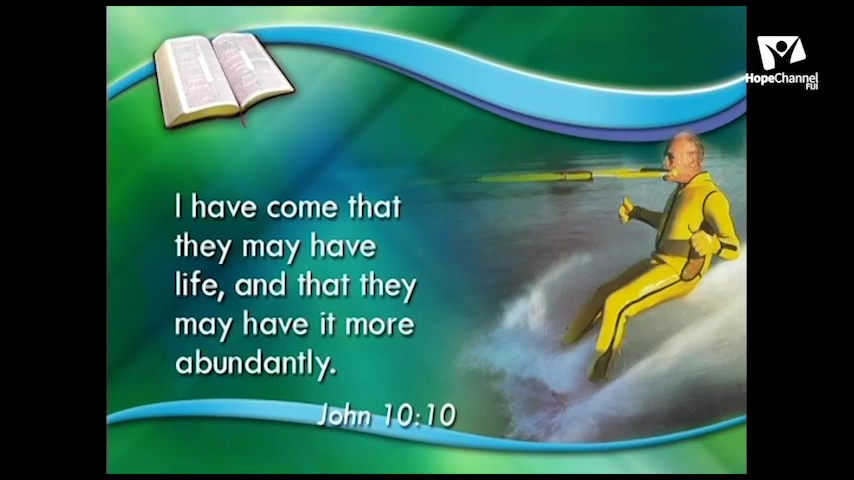 HopeChannel
FIJI
I have come that
they may have
life, and that they
may have it more
abundantly.
John 10:10